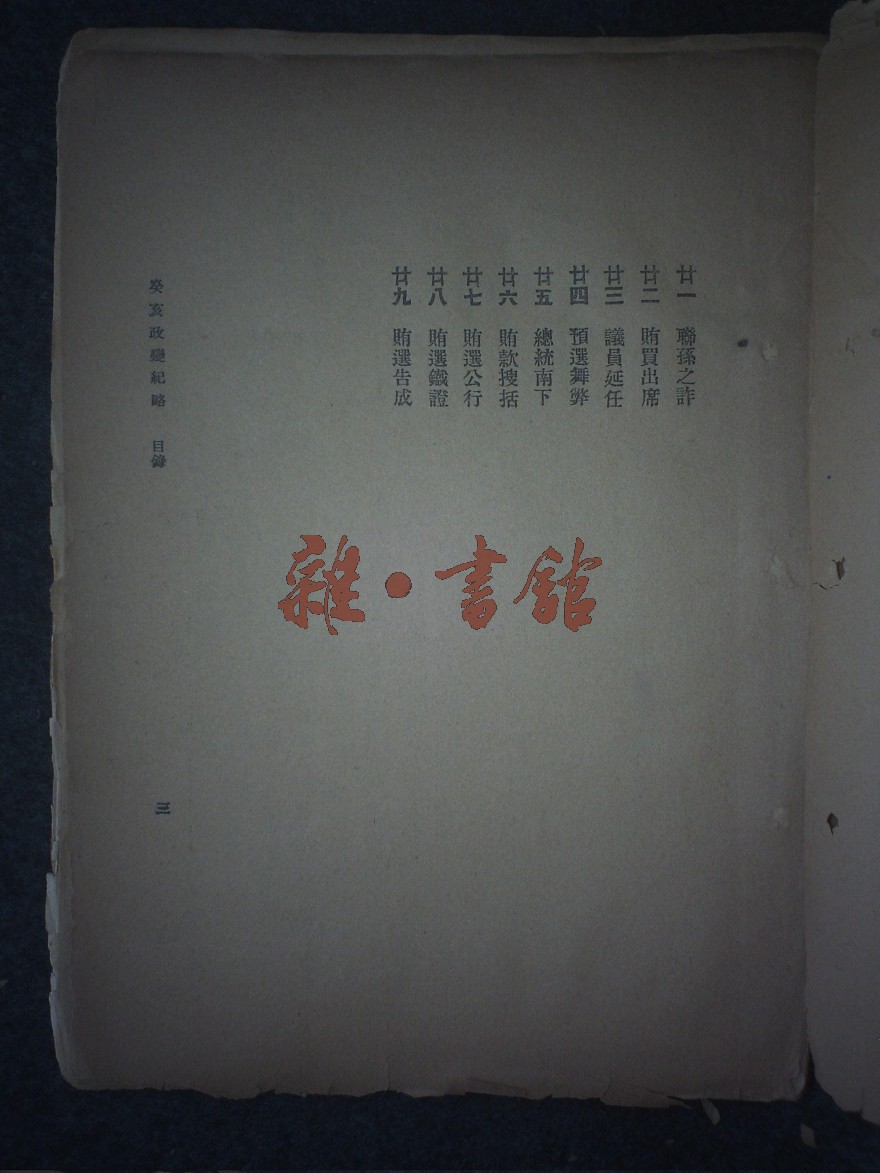 廿一 聯孫之詐
廿二 賄買出席
廿三 議員延任
廿四 預選舞弊
廿五 總統南下
廿六 賄款搜括
廿七 賄選公行
廿八 賄選鐵證
廿九 賄選告成
癸亥政變紀略 目錄
三
雜·書館